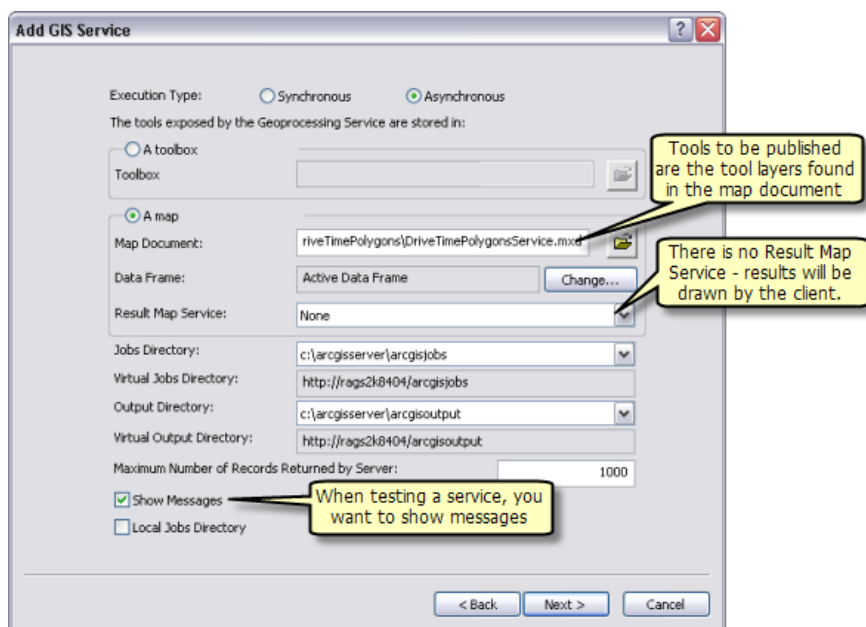 Add GIS Service
Execution Type: Synchronous Asynchronous
The tools exposed by the Geoprocessing Service are stored in:
A toolbox
Toolbox
Tools to be published
are the tool layers found
in the map document
A map
Map Document: riveTimePolygons\DriveTimePolygonsService.mxd
Data Frame: Active Data Frame Change...
There is no Result Map
Service - results will be
drawn by the client.
Result Map Service: None
Jobs Directory: c:\arcgisserver\arcgisjobs
Virtual Jobs Directory: http://rags2k8404/arcgisjobs
Output Directory: c:\arcgisserver\arcgisoutput
Virtual Output Directory: http://rags2k8404/arcgisoutput
Maximum Number of Records Returned by Server: 1000
Show Messages
When testing a service, you
want to show messages
Local Jobs Directory
< Back Next > Cancel